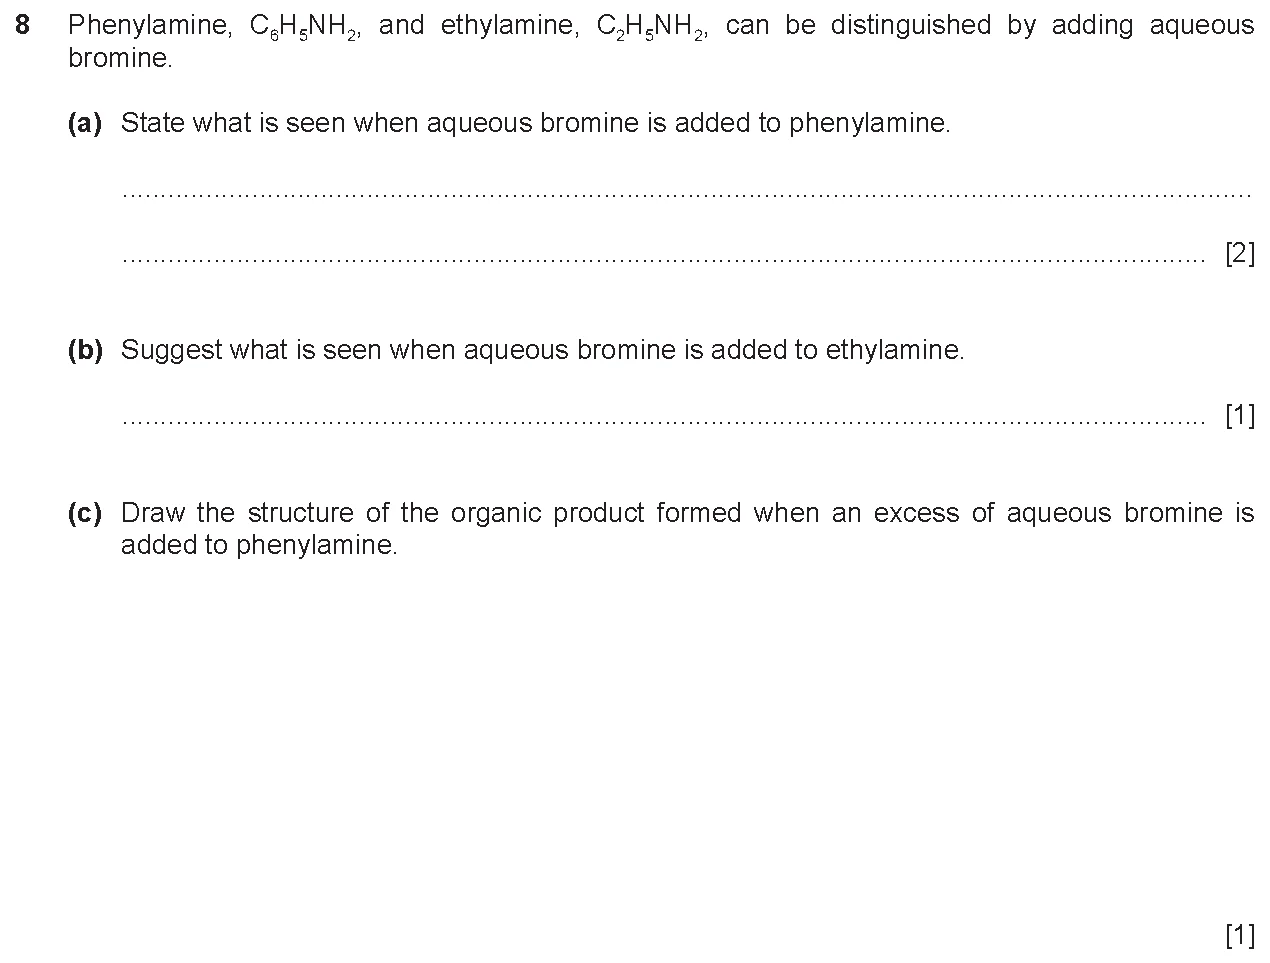 8 Phenylamine, C₆H₅NH₂, and ethylamine, C₂H₅NH₂, can be distinguished by adding aqueous
bromine.
(a) State what is seen when aqueous bromine is added to phenylamine.
....................................................................................................................................................
.............................................................................................................................................. [2]
(b) Suggest what is seen when aqueous bromine is added to ethylamine.
.............................................................................................................................................. [1]
(c) Draw the structure of the organic product formed when an excess of aqueous bromine is
added to phenylamine.
[1]